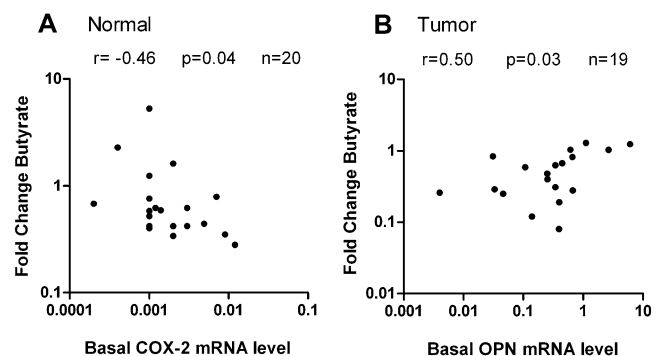 A Normal
r= -0.46 p=0.04 n=20
10
1
0.1
Fold Change Butyrate
0.0001 0.001 0.01 0.1
Basal COX-2 mRNA level
B Tumor
r=0.50 p=0.03 n=19
10
1
0.1
0.01
Fold Change Butyrate
0.001 0.01 0.1 1 10
Basal OPN mRNA level